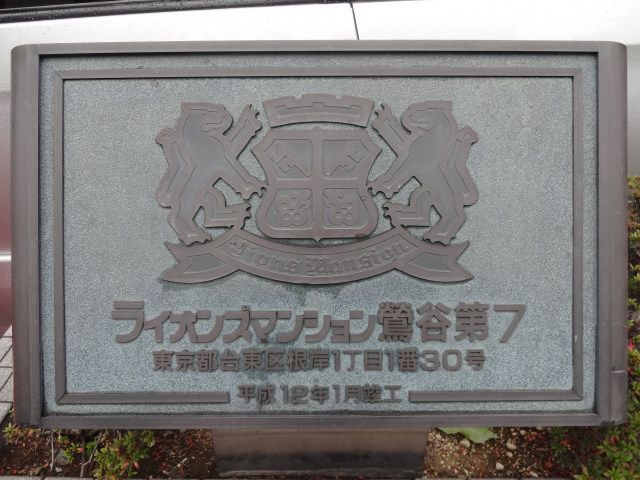 Lions Mansion
ライオンズマンション鶯谷第7
東京都台東区根岸1丁目1番30号
平成12年1月竣工